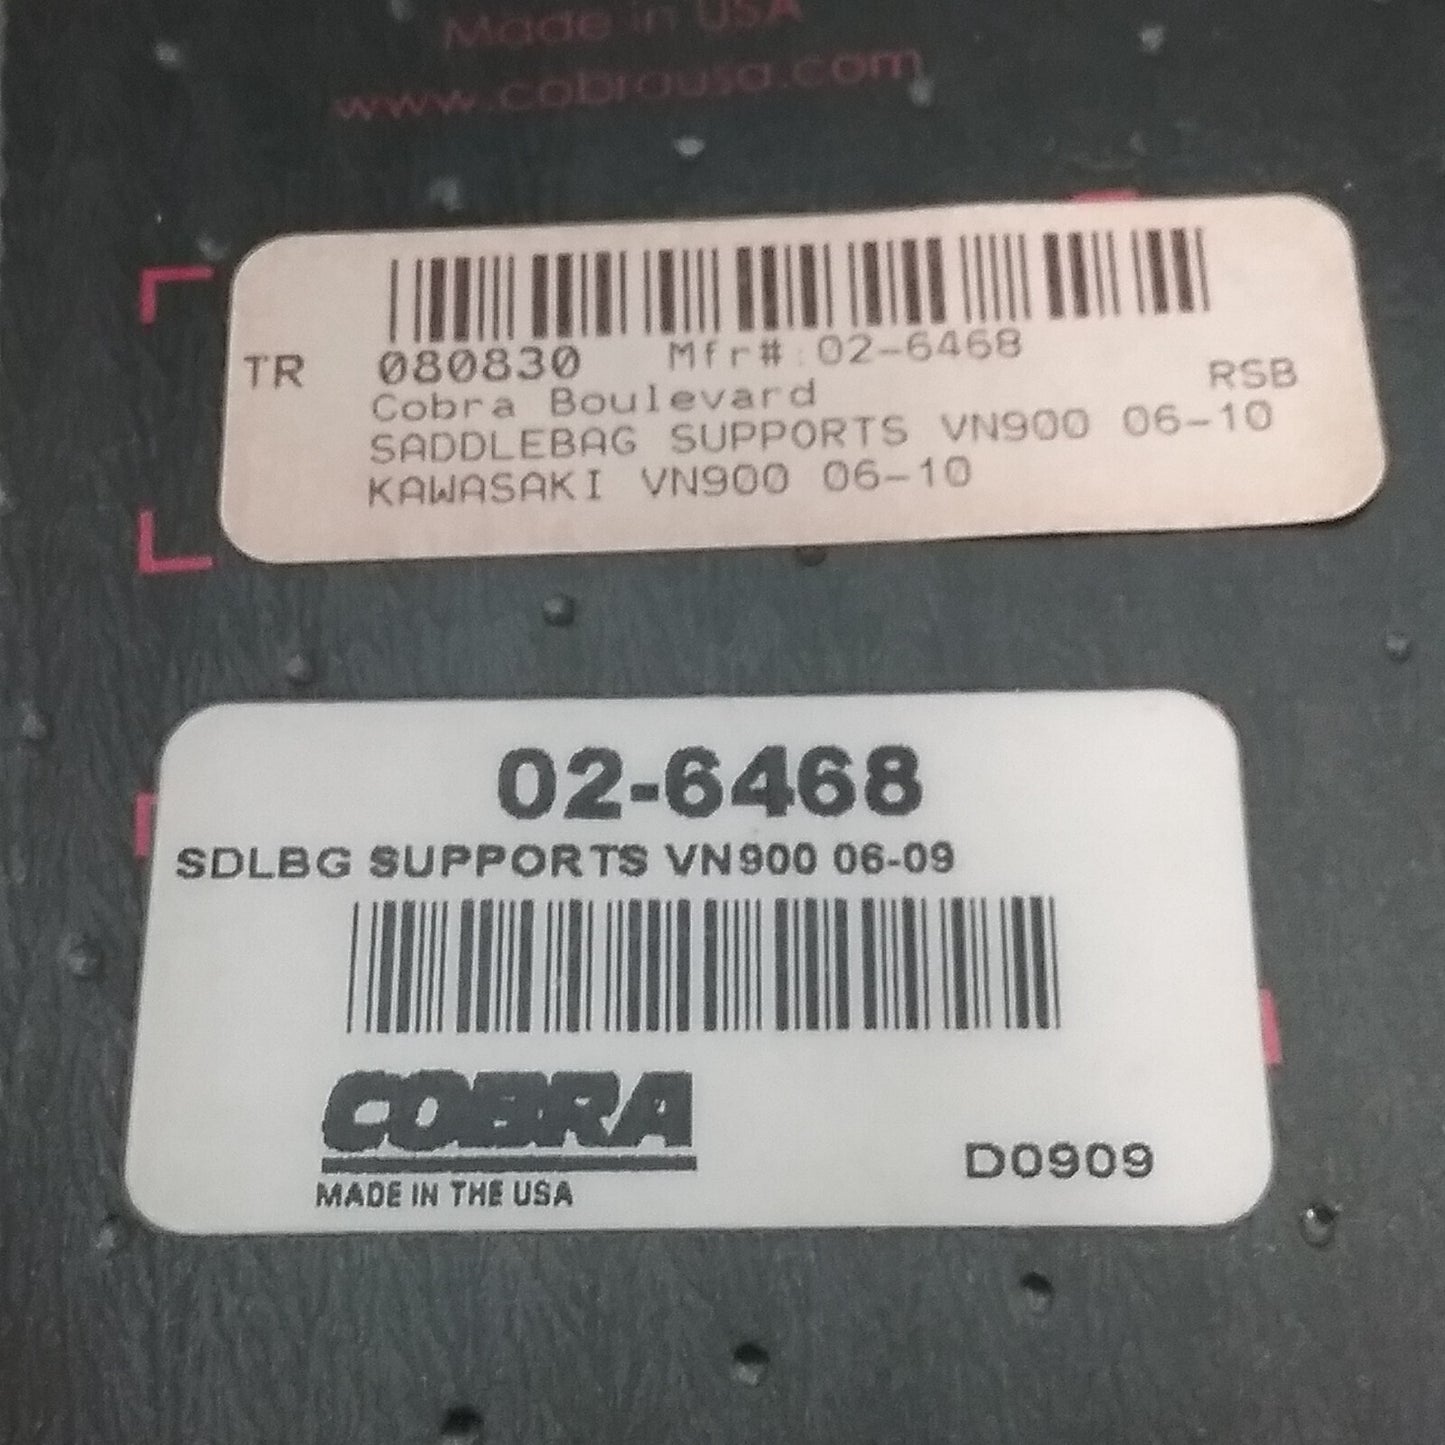 Made in USA
www.cobrausa.com
TR 080830 Mfr#:02-6468
RSB
Cobra Boulevard
SADDLEBAG SUPPORTS VN900 06-10
KAWASAKI VN900 06-10
02-6468
SDLBG SUPPORTS VN900 06-09
COBRA
MADE IN THE USA
D0909